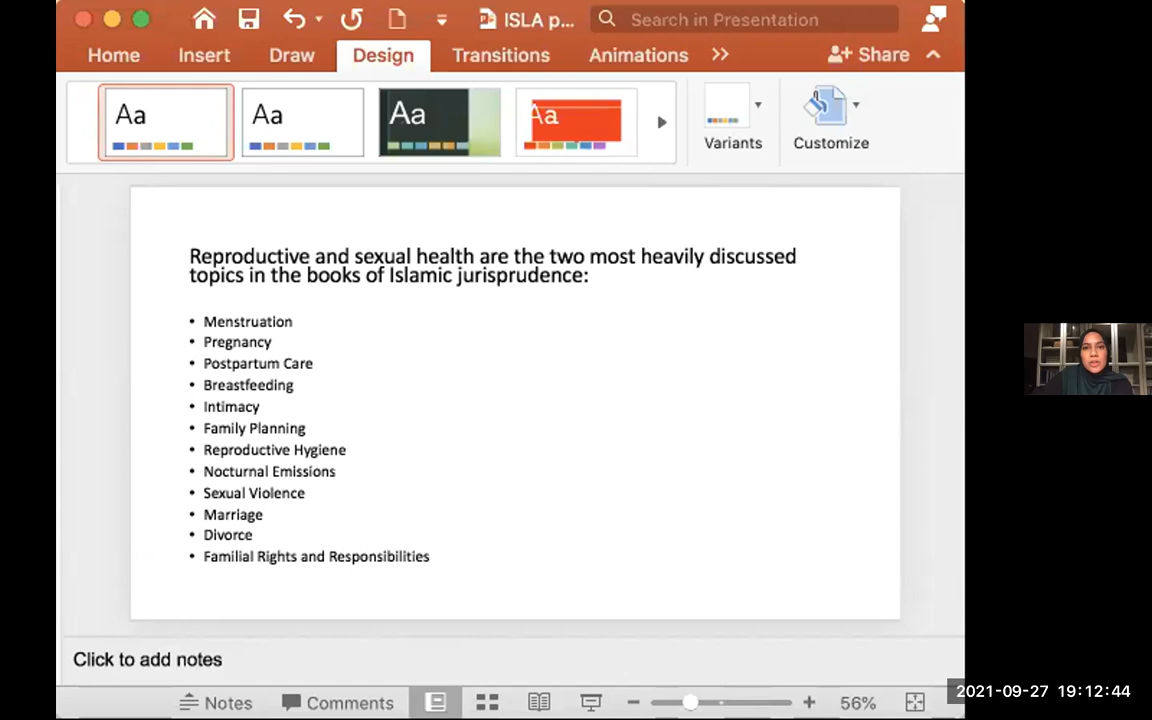 ISLA p...
Search in Presentation
Home Insert Draw Design Transitions Animations >> Share
Aa Aa Aa Aa
Variants Customize
Reproductive and sexual health are the two most heavily discussed
topics in the books of Islamic jurisprudence:
• Menstruation
• Pregnancy
• Postpartum Care
• Breastfeeding
• Intimacy
• Family Planning
• Reproductive Hygiene
• Nocturnal Emissions
• Sexual Violence
• Marriage
• Divorce
• Familial Rights and Responsibilities
Click to add notes
Notes Comments 56%
2021-09-27 19:12:44